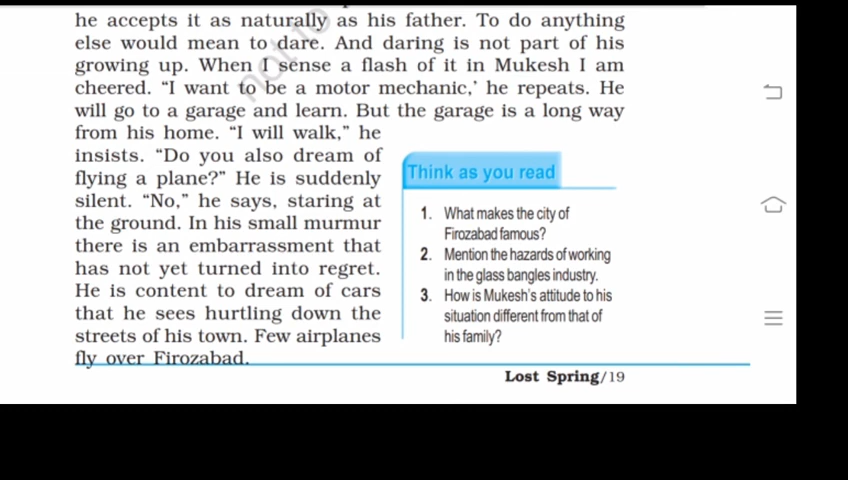 he accepts it as naturally as his father. To do anything
else would mean to dare. And daring is not part of his
growing up. When I sense a flash of it in Mukesh I am
cheered. “I want to be a motor mechanic,’ he repeats. He
will go to a garage and learn. But the garage is a long way
from his home. “I will walk,” he
insists. “Do you also dream of
flying a plane?” He is suddenly
silent. “No,” he says, staring at
the ground. In his small murmur
there is an embarrassment that
has not yet turned into regret.
He is content to dream of cars
that he sees hurtling down the
streets of his town. Few airplanes
fly over Firozabad.
Think as you read
1. What makes the city of
Firozabad famous?
2. Mention the hazards of working
in the glass bangles industry.
3. How is Mukesh's attitude to his
situation different from that of
his family?
Lost Spring/19
not to